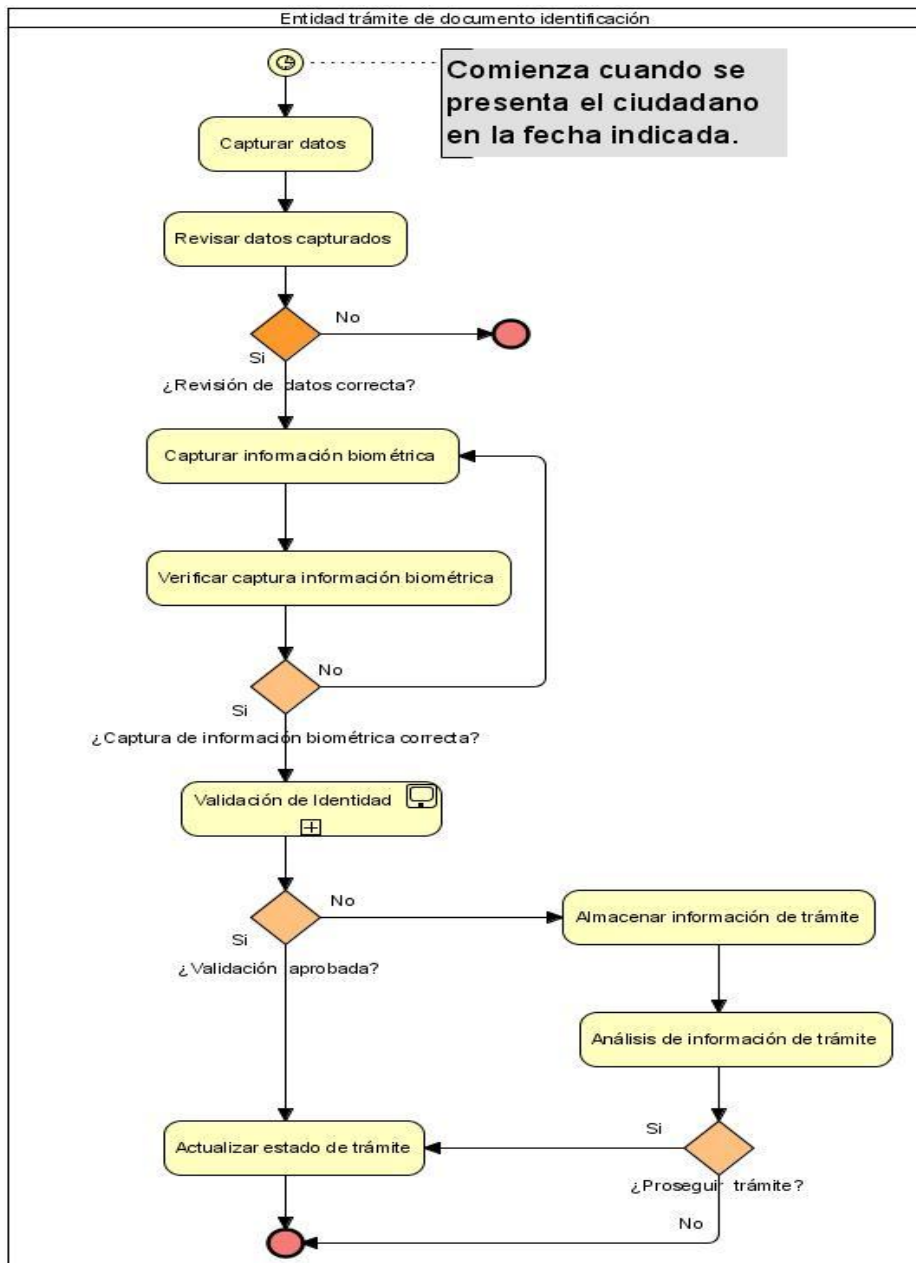 Entidad trámite de documento identificación
Comienza cuando se
presenta el ciudadano
en la fecha indicada.
Capturar datos
Revisar datos capturados
No
Si
¿Revisión de datos correcta?
Capturar información biométrica
Verificar captura información biométrica
No
Si
¿Captura de información biométrica correcta?
Validación de Identidad
No
Si
¿Validación aprobada?
Almacenar información de trámite
Análisis de información de trámite
Actualizar estado de trámite
Si
¿Proseguir trámite?
No